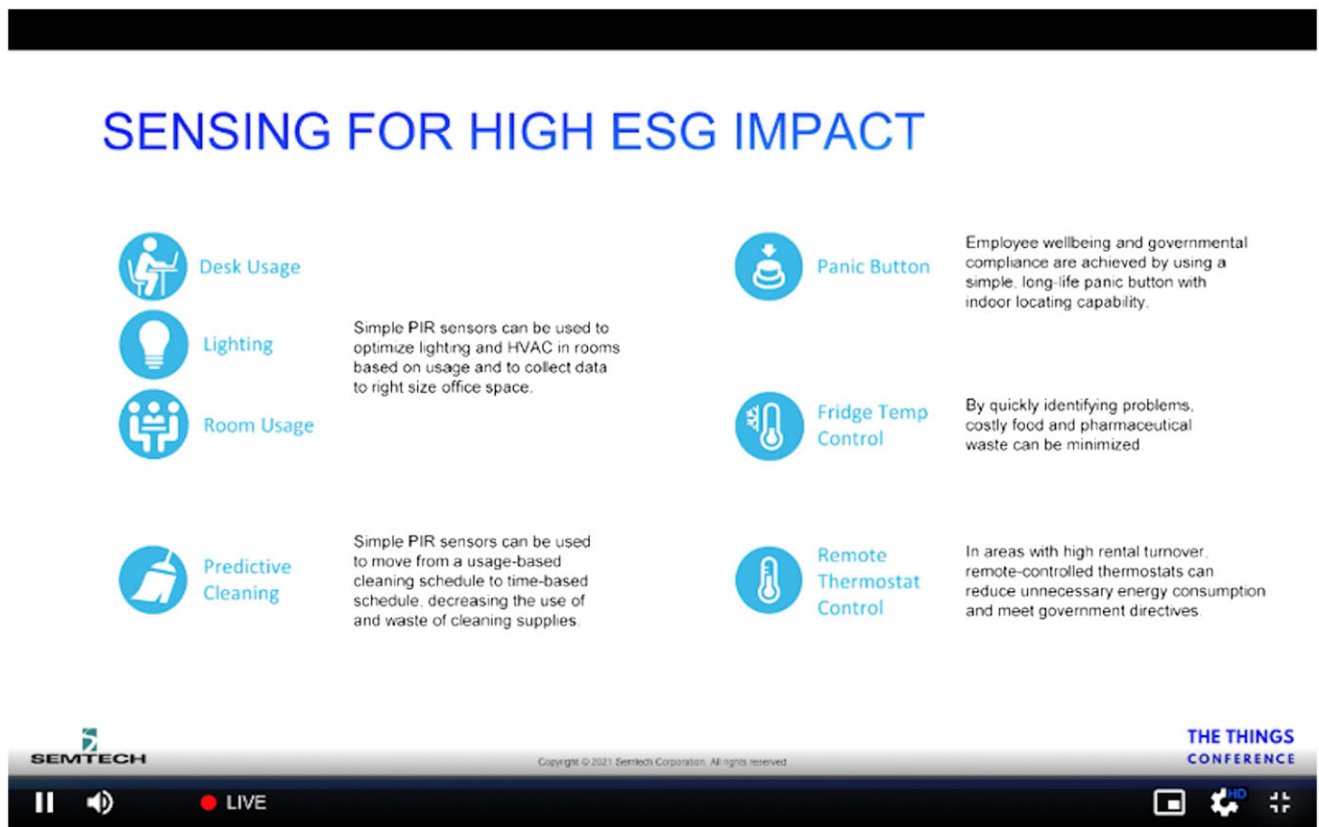 SENSING FOR HIGH ESG IMPACT
Desk Usage
Lighting
Room Usage
Simple PIR sensors can be used to
optimize lighting and HVAC in rooms
based on usage and to collect data
to right size office space.
Predictive
Cleaning
Simple PIR sensors can be used
to move from a usage-based
cleaning schedule to time-based
schedule, decreasing the use of
and waste of cleaning supplies.
Panic Button
Employee wellbeing and governmental
compliance are achieved by using a
simple, long-life panic button with
indoor locating capability.
Fridge Temp
Control
By quickly identifying problems,
costly food and pharmaceutical
waste can be minimized.
Remote
Thermostat
Control
In areas with high rental turnover,
remote-controlled thermostats can
reduce unnecessary energy consumption
and meet government directives.
SEMTECH
Copyright © 2021 Semtech Corporation. All rights reserved
THE THINGS
CONFERENCE
LIVE
HD